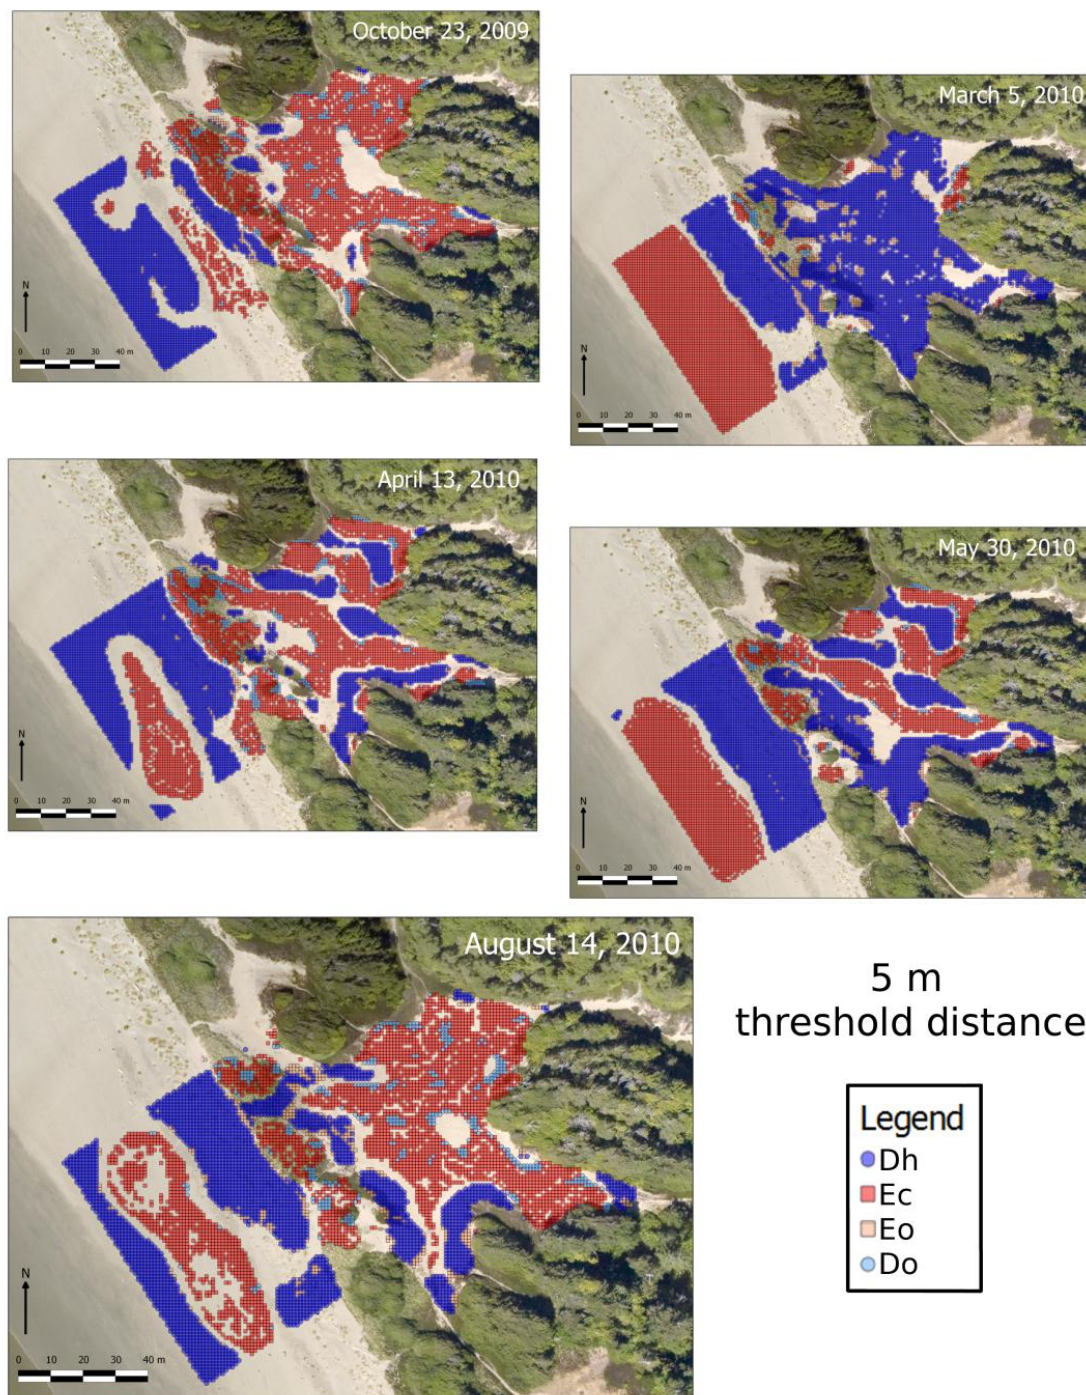 October 23, 2009
N
0 10 20 30 40 m
March 5, 2010
N
0 10 20 30 40 m
April 13, 2010
N
0 10 20 30 40 m
May 30, 2010
N
0 10 20 30 40 m
August 14, 2010
N
0 10 20 30 40 m
5 m
threshold distance
Legend
Dh
Ec
Eo
Do